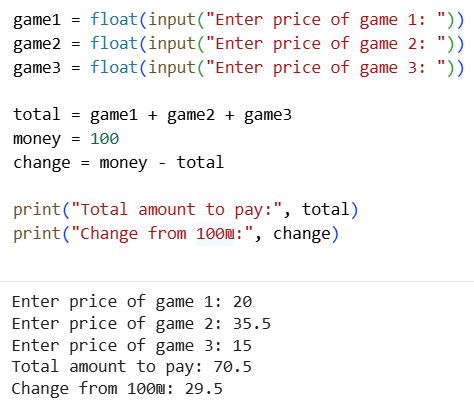 game1 = float(input("Enter price of game 1: "))
game2 = float(input("Enter price of game 2: "))
game3 = float(input("Enter price of game 3: "))
total = game1 + game2 + game3
money = 100
change = money - total
print("Total amount to pay:", total)
print("Change from 100₪:", change)
Enter price of game 1: 20
Enter price of game 2: 35.5
Enter price of game 3: 15
Total amount to pay: 70.5
Change from 100₪: 29.5